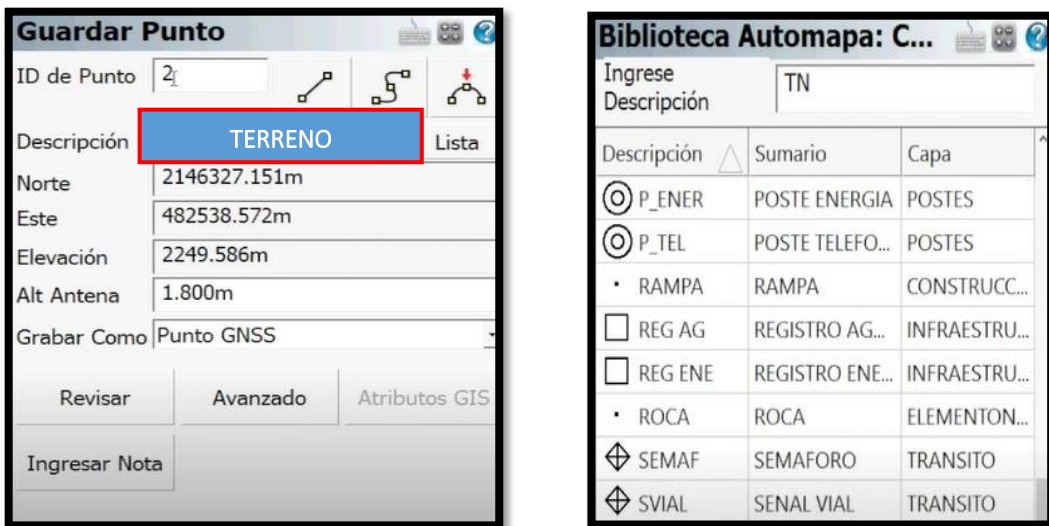 Guardar Punto
ID de Punto 2
Descripción TERRENO Lista
Norte 2146327.151m
Este 482538.572m
Elevación 2249.586m
Alt Antena 1.800m
Grabar Como Punto GNSS
Revisar Avanzado Atributos GIS
Ingresar Nota
Biblioteca Automapa: C...
Ingrese
Descripción TN
Descripción Sumario Capa
P_ENER POSTE ENERGIA POSTES
P_TEL POSTE TELEFO... POSTES
RAMPA RAMPA CONSTRUCC...
REG AG REGISTRO AG... INFRAESTRU...
REG ENE REGISTRO ENE... INFRAESTRU...
ROCA ROCA ELEMENTON...
SEMAF SEMAFORO TRANSITO
SVIAL SENAL VIAL TRANSITO